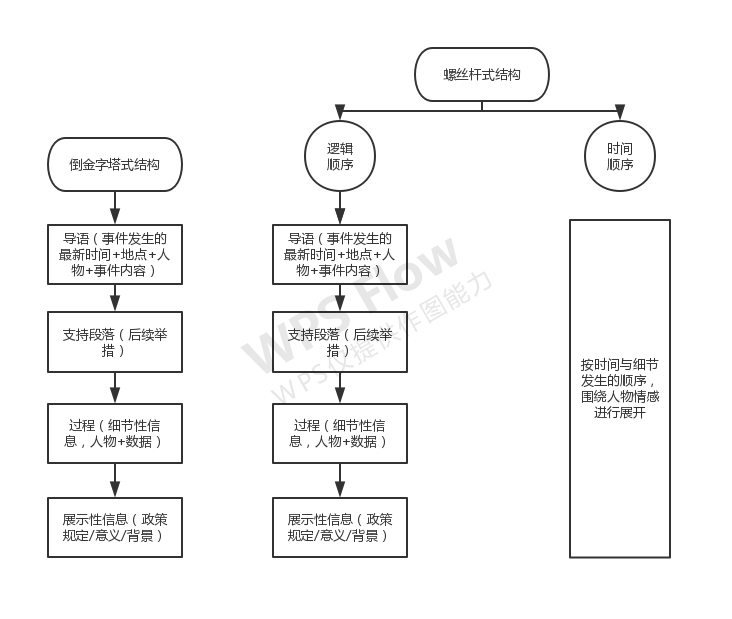 螺丝杆式结构
倒金字塔式结构
逻辑
顺序
时间
顺序
导语（事件发生的
最新时间+地点+人
物+事件内容）
支持段落（后续举
措）
过程（细节性信
息，人物+数据）
展示性信息（政策
规定/意义/背景）
导语（事件发生的
最新时间+地点+人
物+事件内容）
支持段落（后续举
措）
过程（细节性信
息，人物+数据）
展示性信息（政策
规定/意义/背景）
按时间与细节
发生的顺序，
围绕人物情感
进行展开
WPS Flow
WPS仅提供作图能力